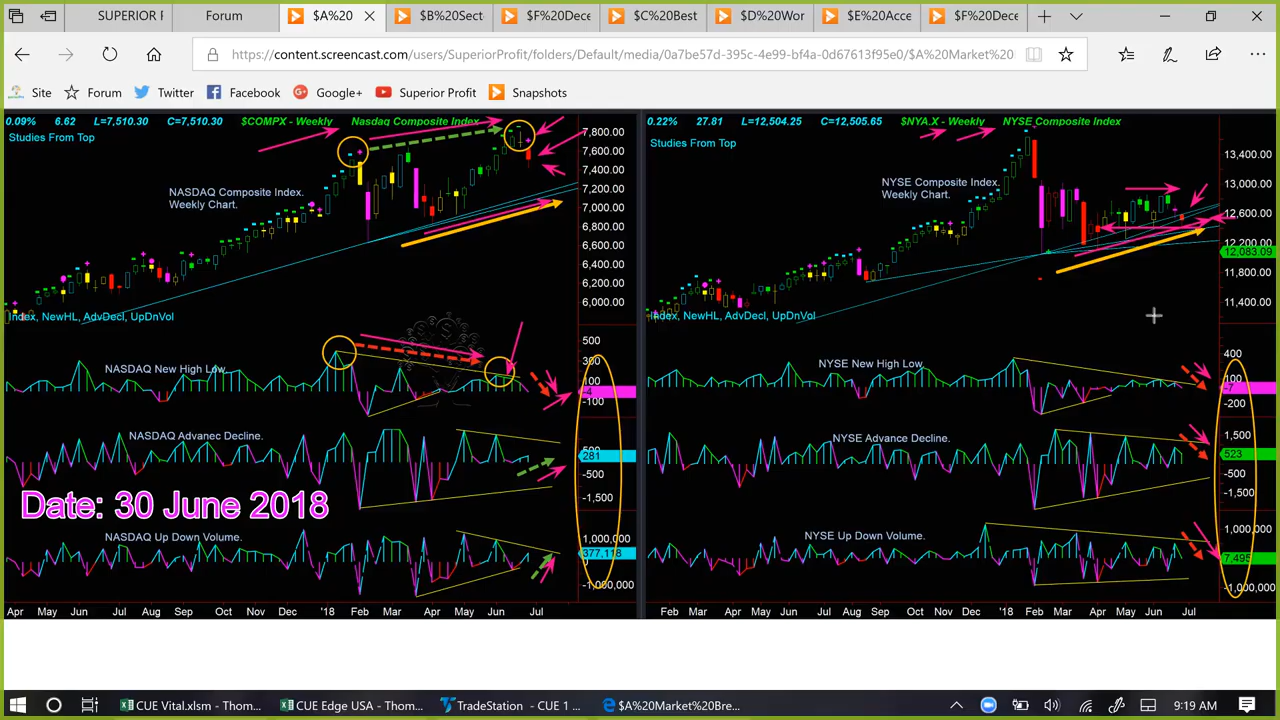 SUPERIOR F
Forum
$A%20
$B%20Sect
$F%20Dece
$C%20Best
$D%20Wor
$E%20Acce
$F%20Dece
https://content.screencast.com/users/SuperiorProfit/folders/Default/media/0a7be57d-395c-4e99-bf4a-0d67613f95e0/$A%20Market%20
Site
Forum
Twitter
Facebook
Google+
Superior Profit
Snapshots
0.09% 6.62 L=7,510.30 C=7,510.30 $COMPX - Weekly Nasdaq Composite Index
Studies From Top
NASDAQ Composite Index.
Weekly Chart.
7,800.00
7,600.00
7,400.00
7,200.00
7,000.00
6,800.00
6,600.00
6,400.00
6,200.00
6,000.00
Index, NewHL, AdvDecl, UpDnVol
NASDAQ New High Low.
500
300
100
-100
NASDAQ Advanec Decline.
281
-500
-1,500
Date: 30 June 2018
NASDAQ Up Down Volume.
1,000,000
377,118
-1,000,000
Apr May Jun Jul Aug Sep Oct Nov Dec '18 Feb Apr May Jun Jul
0.22% 27.81 L=12,504.25 C=12,505.65 $NYA.X - Weekly NYSE Composite Index
Studies From Top
NYSE Composite Index.
Weekly Chart.
13,400.00
13,000.00
12,600.00
12,200.00
12,083.09
11,800.00
11,400.00
Index, NewHL, AdvDecl, UpDnVol
NYSE New High Low
400
100
-200
NYSE Advance Decline.
1,500
523
-500
-1,500
NYSE Up Down Volume.
1,000,000
7,495
-1,000,000
Feb Mar Apr May Jun Jul Aug Sep Oct Nov Dec '18 Feb Mar Apr May Jun Jul
CUE Vital.xlsm - Thom...
CUE Edge USA - Thom...
TradeStation - CUE 1 ...
$A%20Market%20Bre...
9:19 AM